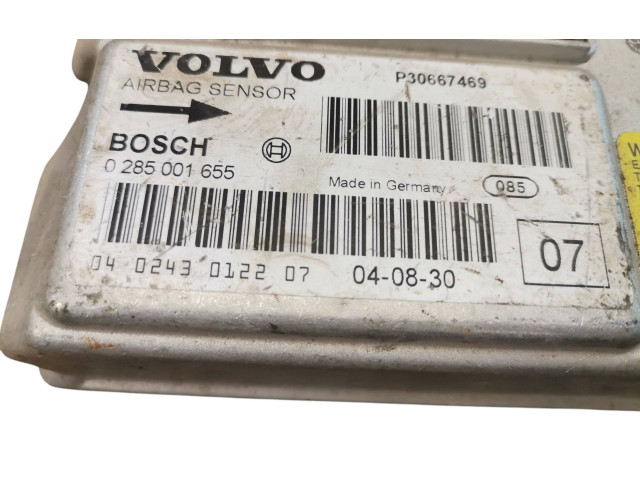 VOLVO
P30667469
AIRBAG SENSOR
BOSCH
0 285 001 655
Made in Germany
085
04 0243 0122 07
04-08-30
07
W
E
T